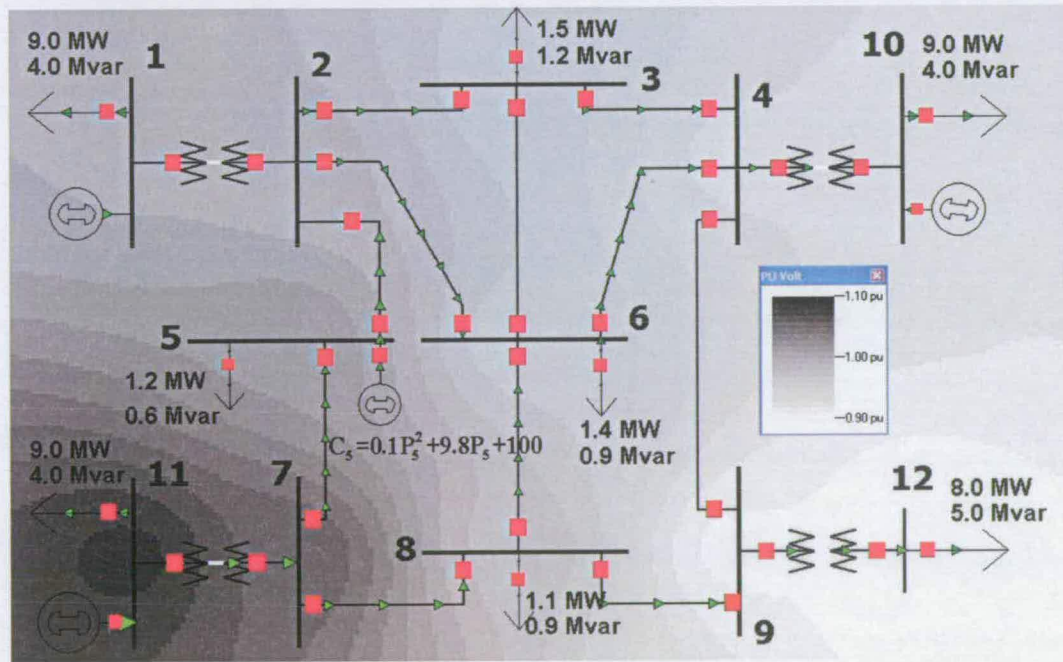 9.0 MW
4.0 Mvar
1
2
1.5 MW
1.2 Mvar
3
4
10
9.0 MW
4.0 Mvar
PU Volt
1.10 pu
1.00 pu
0.90 pu
5
6
1.2 MW
0.6 Mvar
C₅=0.1P₅²+9.8P₅+100
1.4 MW
0.9 Mvar
9.0 MW
4.0 Mvar
11
7
8
12
8.0 MW
5.0 Mvar
1.1 MW
0.9 Mvar
9